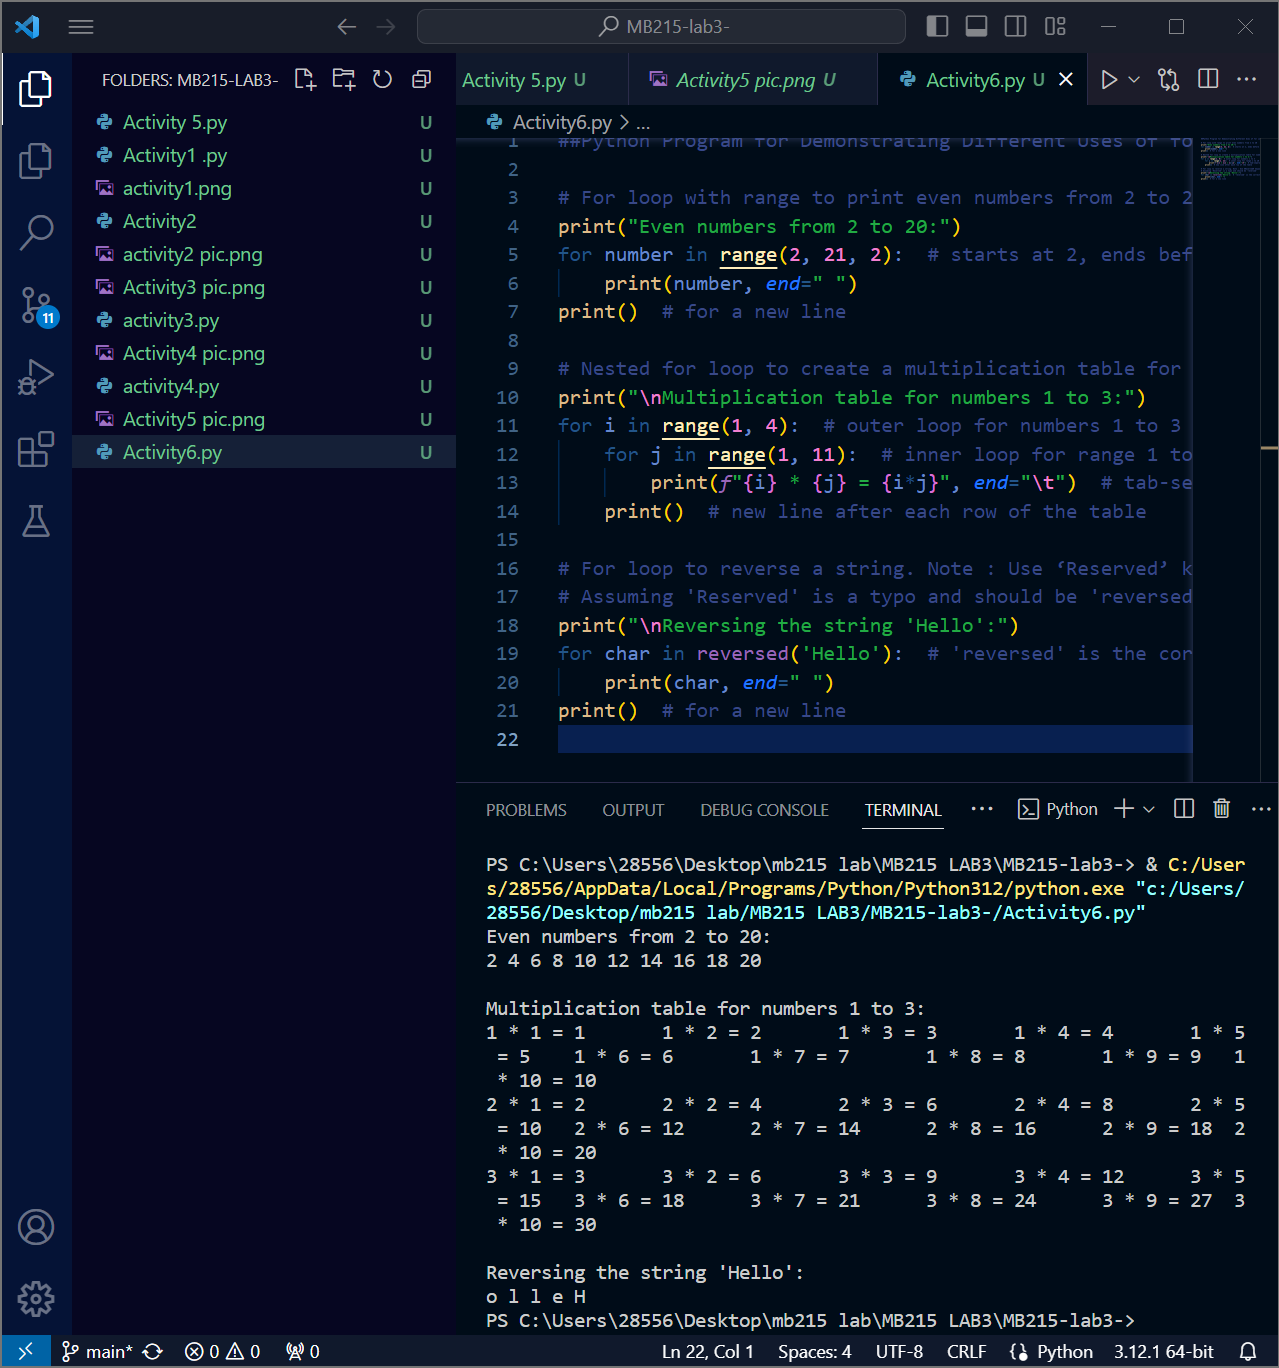 MB215-lab3-
FOLDERS: MB215-LAB3-
Activity 5.py U
Activity1 .py U
activity1.png U
Activity2 U
activity2 pic.png U
Activity3 pic.png U
activity3.py U
Activity4 pic.png U
activity4.py U
Activity5 pic.png U
Activity6.py U
11
Activity 5.py U
Activity5 pic.png U
Activity6.py U
Activity6.py > ...
1 ##Python Program for Demonstrating Different Uses of fo
2
3 # For loop with range to print even numbers from 2 to 2
4 print("Even numbers from 2 to 20:")
5 for number in range(2, 21, 2):  # starts at 2, ends bef
6     print(number, end=" ")
7 print()  # for a new line
8
9 # Nested for loop to create a multiplication table for
10 print("\nMultiplication table for numbers 1 to 3:")
11 for i in range(1, 4):  # outer loop for numbers 1 to 3
12     for j in range(1, 11):  # inner loop for range 1 to
13         print(f"{i} * {j} = {i*j}", end="\t")  # tab-se
14     print()  # new line after each row of the table
15
16 # For loop to reverse a string. Note : Use ‘Reserved’ k
17 # Assuming 'Reserved' is a typo and should be 'reversed
18 print("\nReversing the string 'Hello':")
19 for char in reversed('Hello'):  # 'reversed' is the cor
20     print(char, end=" ")
21 print()  # for a new line
22
PROBLEMS OUTPUT DEBUG CONSOLE TERMINAL ... Python
PS C:\Users\28556\Desktop\mb215 lab\MB215 LAB3\MB215-lab3-> & C:/User
s/28556/AppData/Local/Programs/Python/Python312/python.exe "c:/Users/
28556/Desktop/mb215 lab/MB215 LAB3/MB215-lab3-/Activity6.py"
Even numbers from 2 to 20:
2 4 6 8 10 12 14 16 18 20
Multiplication table for numbers 1 to 3:
1 * 1 = 1       1 * 2 = 2       1 * 3 = 3       1 * 4 = 4       1 * 5
 = 5    1 * 6 = 6       1 * 7 = 7       1 * 8 = 8       1 * 9 = 9   1
 * 10 = 10
2 * 1 = 2       2 * 2 = 4       2 * 3 = 6       2 * 4 = 8       2 * 5
 = 10   2 * 6 = 12      2 * 7 = 14      2 * 8 = 16      2 * 9 = 18  2
 * 10 = 20
3 * 1 = 3       3 * 2 = 6       3 * 3 = 9       3 * 4 = 12      3 * 5
 = 15   3 * 6 = 18      3 * 7 = 21      3 * 8 = 24      3 * 9 = 27  3
 * 10 = 30
Reversing the string 'Hello':
o l l e H
PS C:\Users\28556\Desktop\mb215 lab\MB215 LAB3\MB215-lab3->
main* 0 0 0 Ln 22, Col 1 Spaces: 4 UTF-8 CRLF Python 3.12.1 64-bit